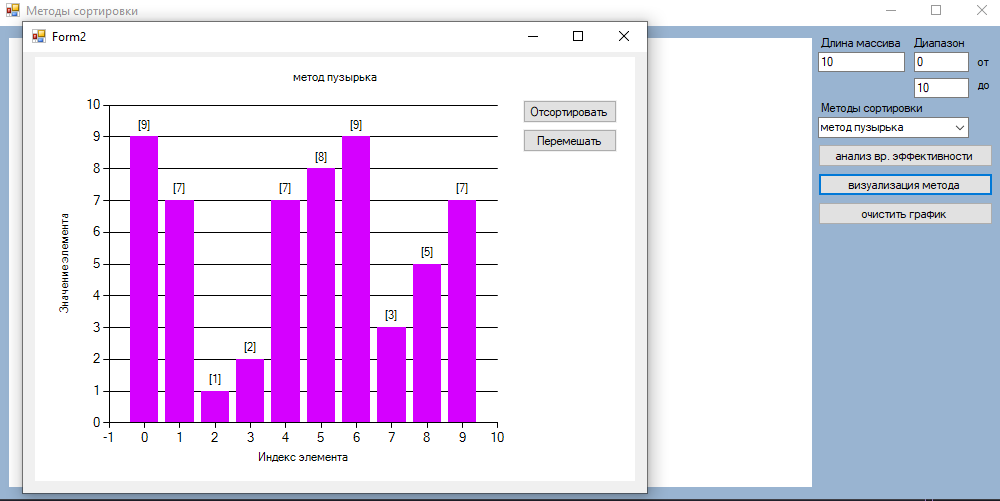 Методы сортировки
Form2
метод пузырька
10
9
8
7
6
5
4
3
2
1
0
Значение элемента
[9]
[7]
[1]
[2]
[7]
[8]
[9]
[3]
[5]
[7]
-1 0 1 2 3 4 5 6 7 8 9 10
Индекс элемента
Отсортировать
Перемешать
Длина массива Диапазон
10 0 от
10 до
Методы сортировки
метод пузырька
анализ вр. эффективности
визуализация метода
очистить график